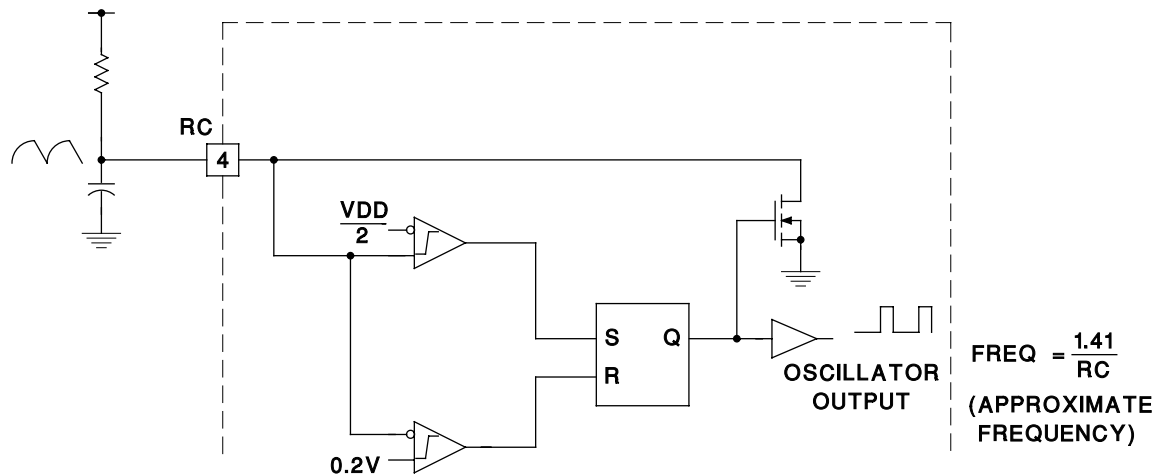 RC
4
VDD
2
S
Q
R
0.2V
OSCILLATOR
OUTPUT
FREQ = 1.41
RC
(APPROXIMATE
FREQUENCY)